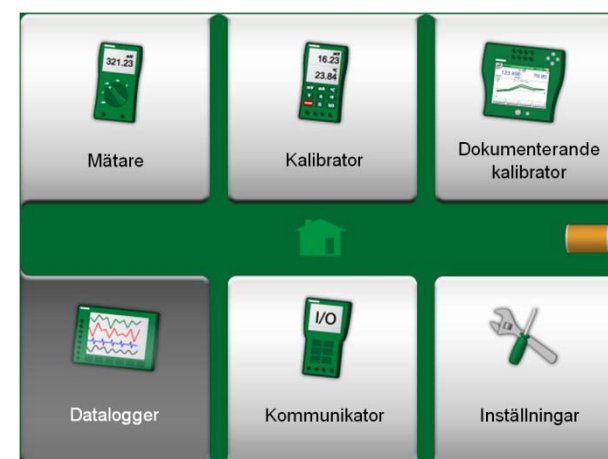 321.23
16.23
23.84
Mätare
Kalibrator
Dokumenterande
kalibrator
I/O
Datalogger
Kommunikator
Inställningar